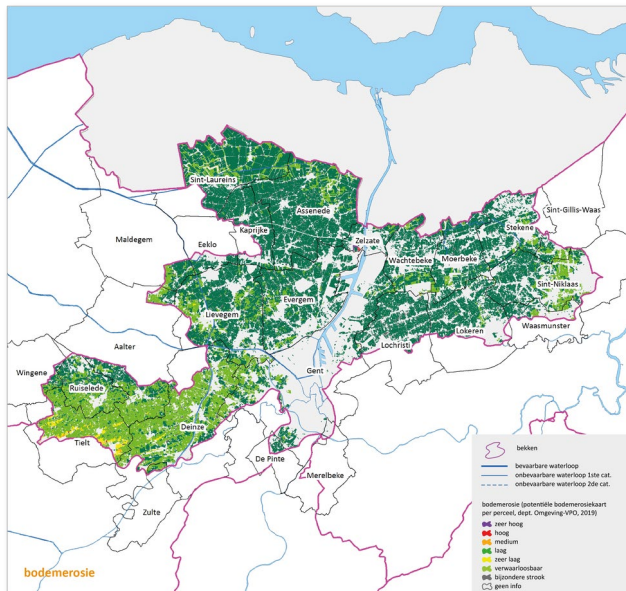 Sint-Laureins
Assenede
Sint-Gillis-Waas
Stekene
Maldegem
Kaprijke
Eeklo
Zelzate
Wachtebeke
Moerbeke
Sint-Niklaas
Evergem
Lievegem
Waasmunster
Lokeren
Lochristi
Aalter
Wingene
Gent
Ruiselede
Deinze
Tielt
De Pinte
Merelbeke
Zulte
bekken
bevaarbare waterloop
onbevaarbare waterloop 1ste cat.
onbevaarbare waterloop 2de cat.
bodemerosie (potentiële bodemerosiekaart
per perceel, dept. Omgeving-VPO, 2019)
zeer hoog
hoog
medium
laag
zeer laag
verwaarloosbaar
bijzondere strook
geen info
bodemerosie